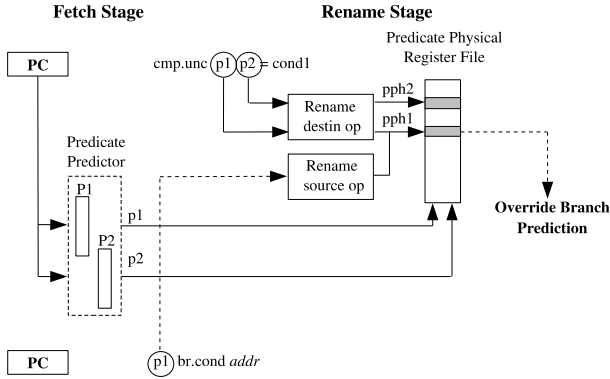 Fetch Stage
Rename Stage
Predicate Physical
Register File
PC
cmp.unc p1 p2 = cond1
pph2
Rename
destin op
pph1
Predicate
Predictor
Rename
source op
P1
p1
Override Branch
Prediction
P2
p2
PC
p1 br.cond addr